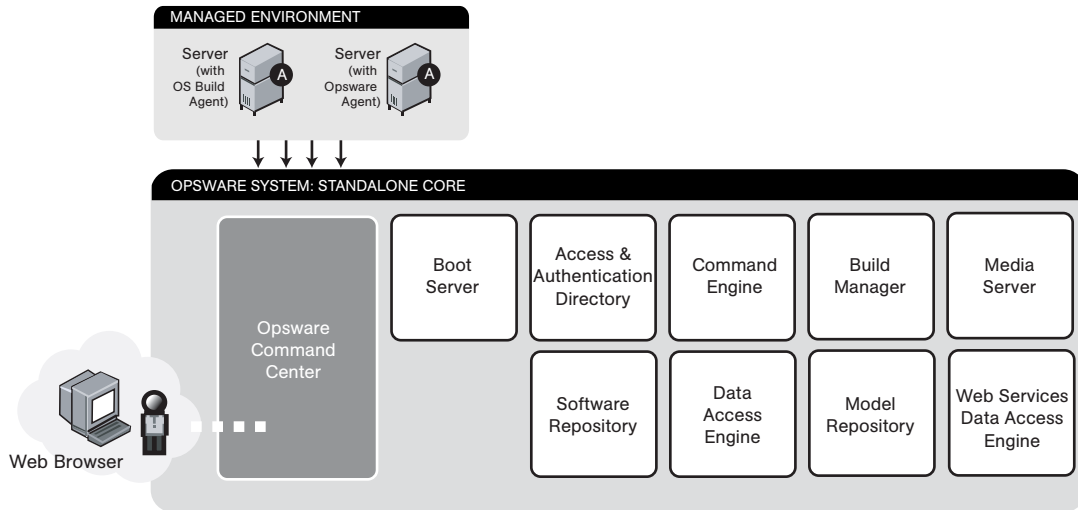 MANAGED ENVIRONMENT
Server
(with
OS Build
Agent)
A
Server
(with
Opsware
Agent)
A
OPSWARE SYSTEM: STANDALONE CORE
Opsware
Command
Center
Boot
Server
Access &
Authentication
Directory
Command
Engine
Build
Manager
Media
Server
Software
Repository
Data
Access
Engine
Model
Repository
Web Services
Data Access
Engine
Web Browser